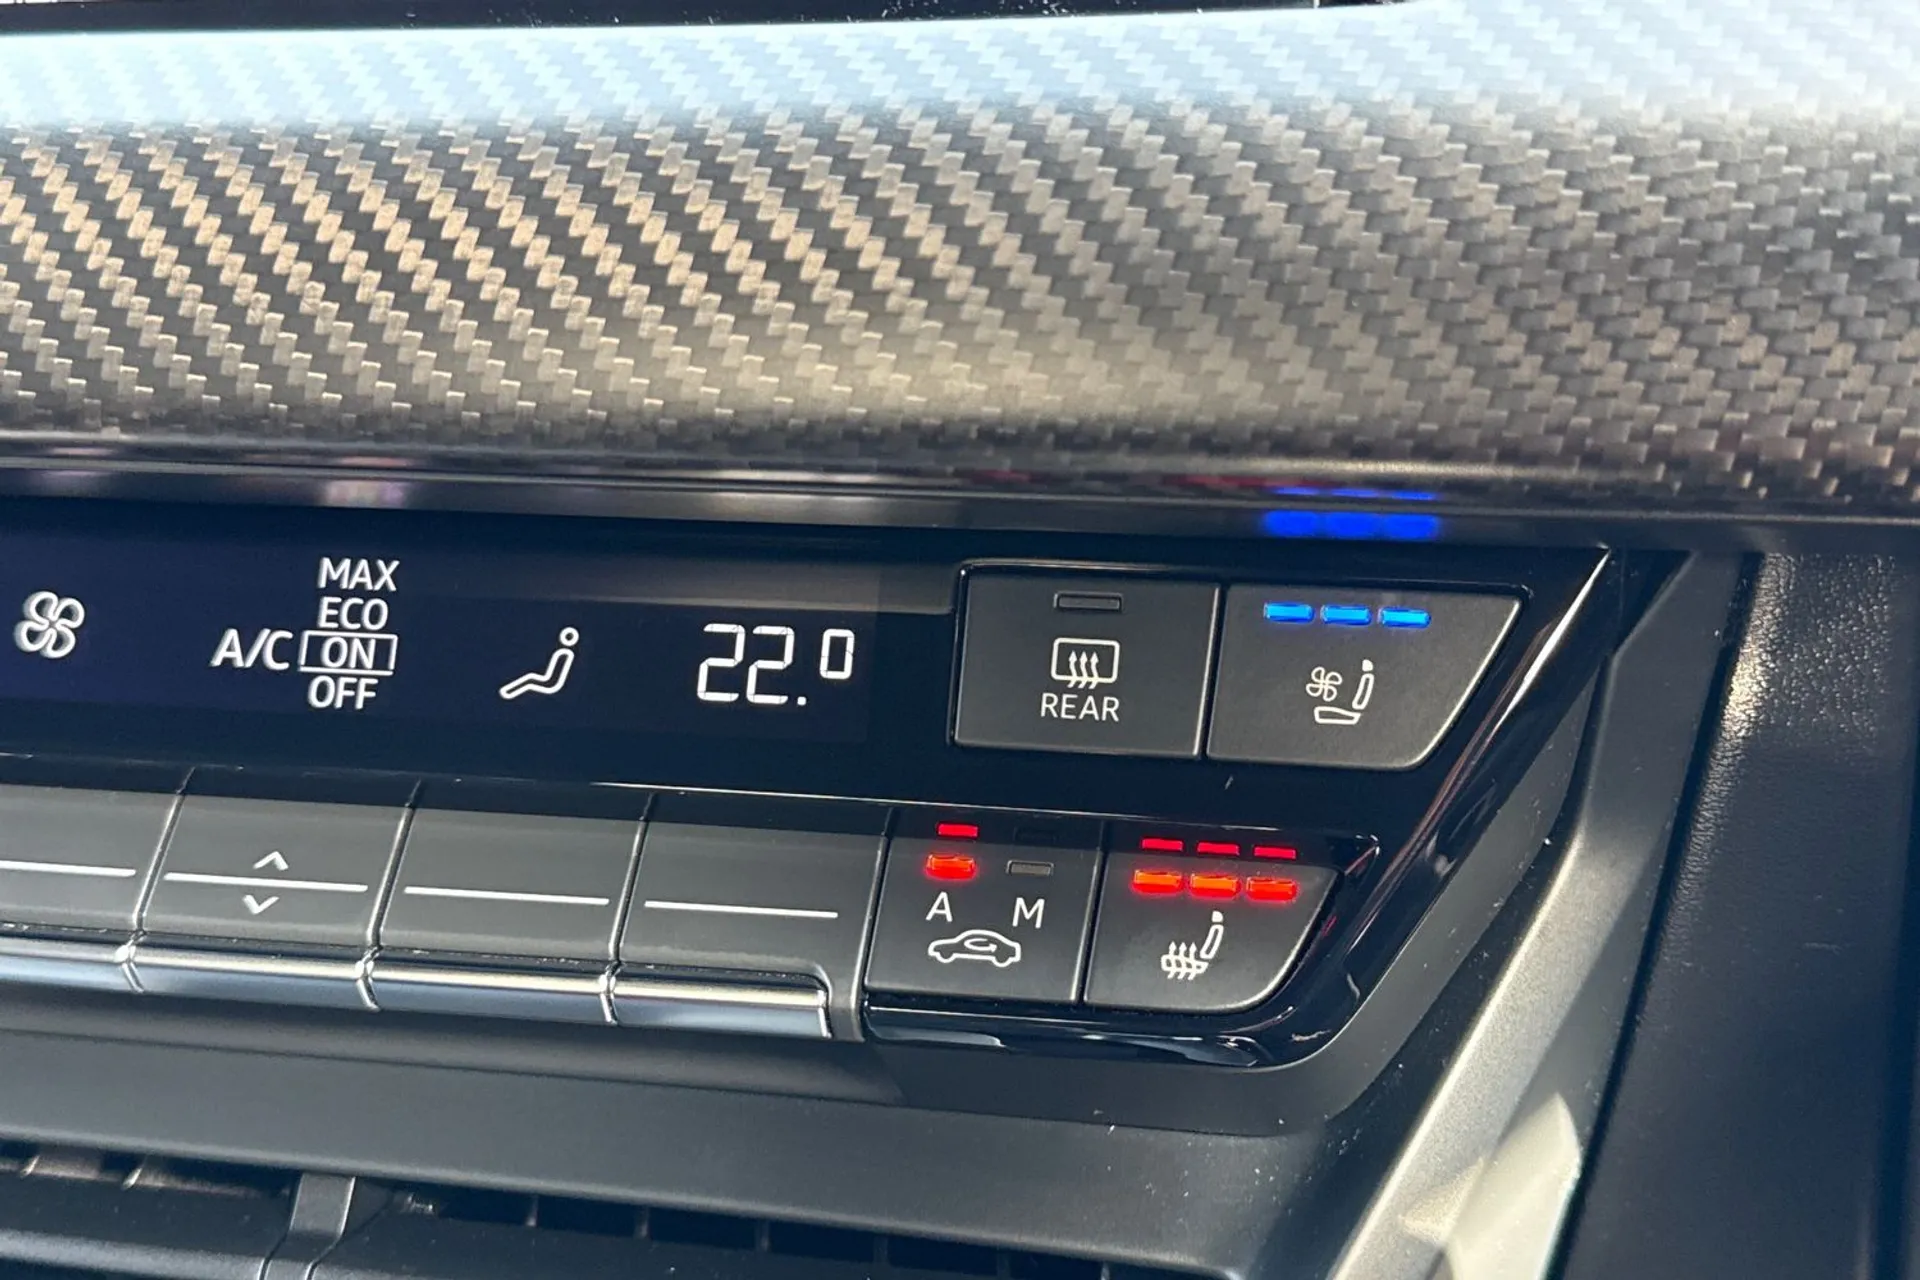 MAX
ECO
A/C ON
OFF
22.0
REAR
A M